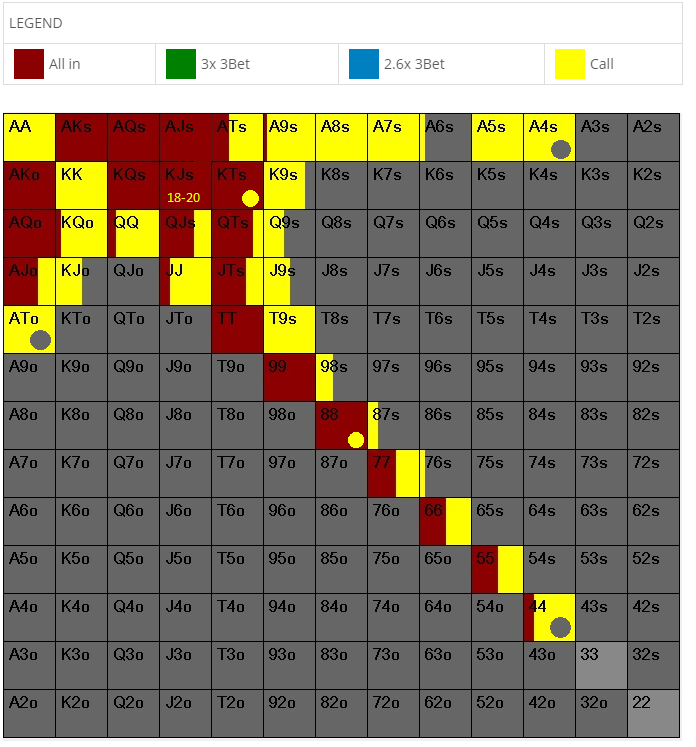 LEGEND
All in 3x 3Bet 2.6x 3Bet Call
AA AKs AQs AJs ATs A9s A8s A7s A6s A5s A4s A3s A2s
AKo KK KQs KJs KTs K9s K8s K7s K6s K5s K4s K3s K2s
18-20
AQo KQo QQ QJs QTs Q9s Q8s Q7s Q6s Q5s Q4s Q3s Q2s
AJo KJo QJo JJ JTs J9s J8s J7s J6s J5s J4s J3s J2s
ATo KTo QTo JTo TT T9s T8s T7s T6s T5s T4s T3s T2s
A9o K9o Q9o J9o T9o 99 98s 97s 96s 95s 94s 93s 92s
A8o K8o Q8o J8o T8o 98o 88 87s 86s 85s 84s 83s 82s
A7o K7o Q7o J7o T7o 97o 87o 77 76s 75s 74s 73s 72s
A6o K6o Q6o J6o T6o 96o 86o 76o 66 65s 64s 63s 62s
A5o K5o Q5o J5o T5o 95o 85o 75o 65o 55 54s 53s 52s
A4o K4o Q4o J4o T4o 94o 84o 74o 64o 54o 44 43s 42s
A3o K3o Q3o J3o T3o 93o 83o 73o 63o 53o 43o 33 32s
A2o K2o Q2o J2o T2o 92o 82o 72o 62o 52o 42o 32o 22